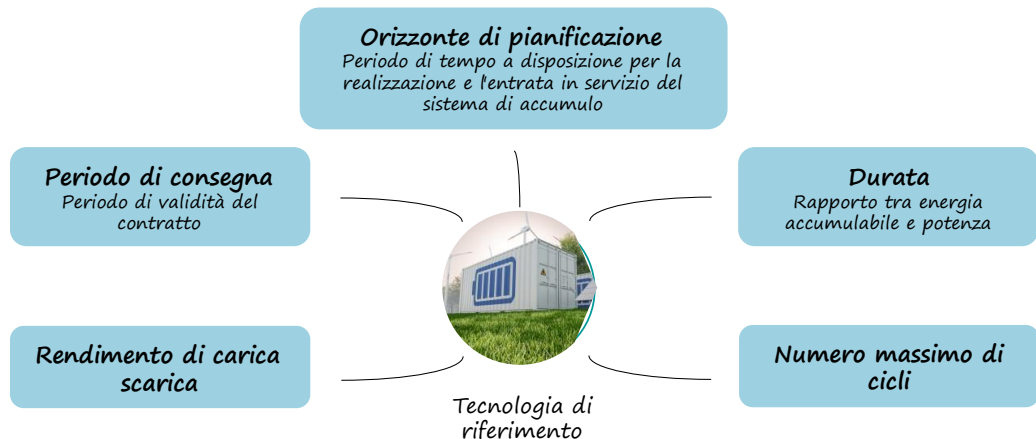 Orizzonte di pianificazione
Periodo di tempo a disposizione per la
realizzazione e l'entrata in servizio del
sistema di accumulo
Periodo di consegna
Periodo di validità del
contratto
Durata
Rapporto tra energia
accumulabile e potenza
Rendimento di carica
scarica
Numero massimo di
cicli
Tecnologia di
riferimento